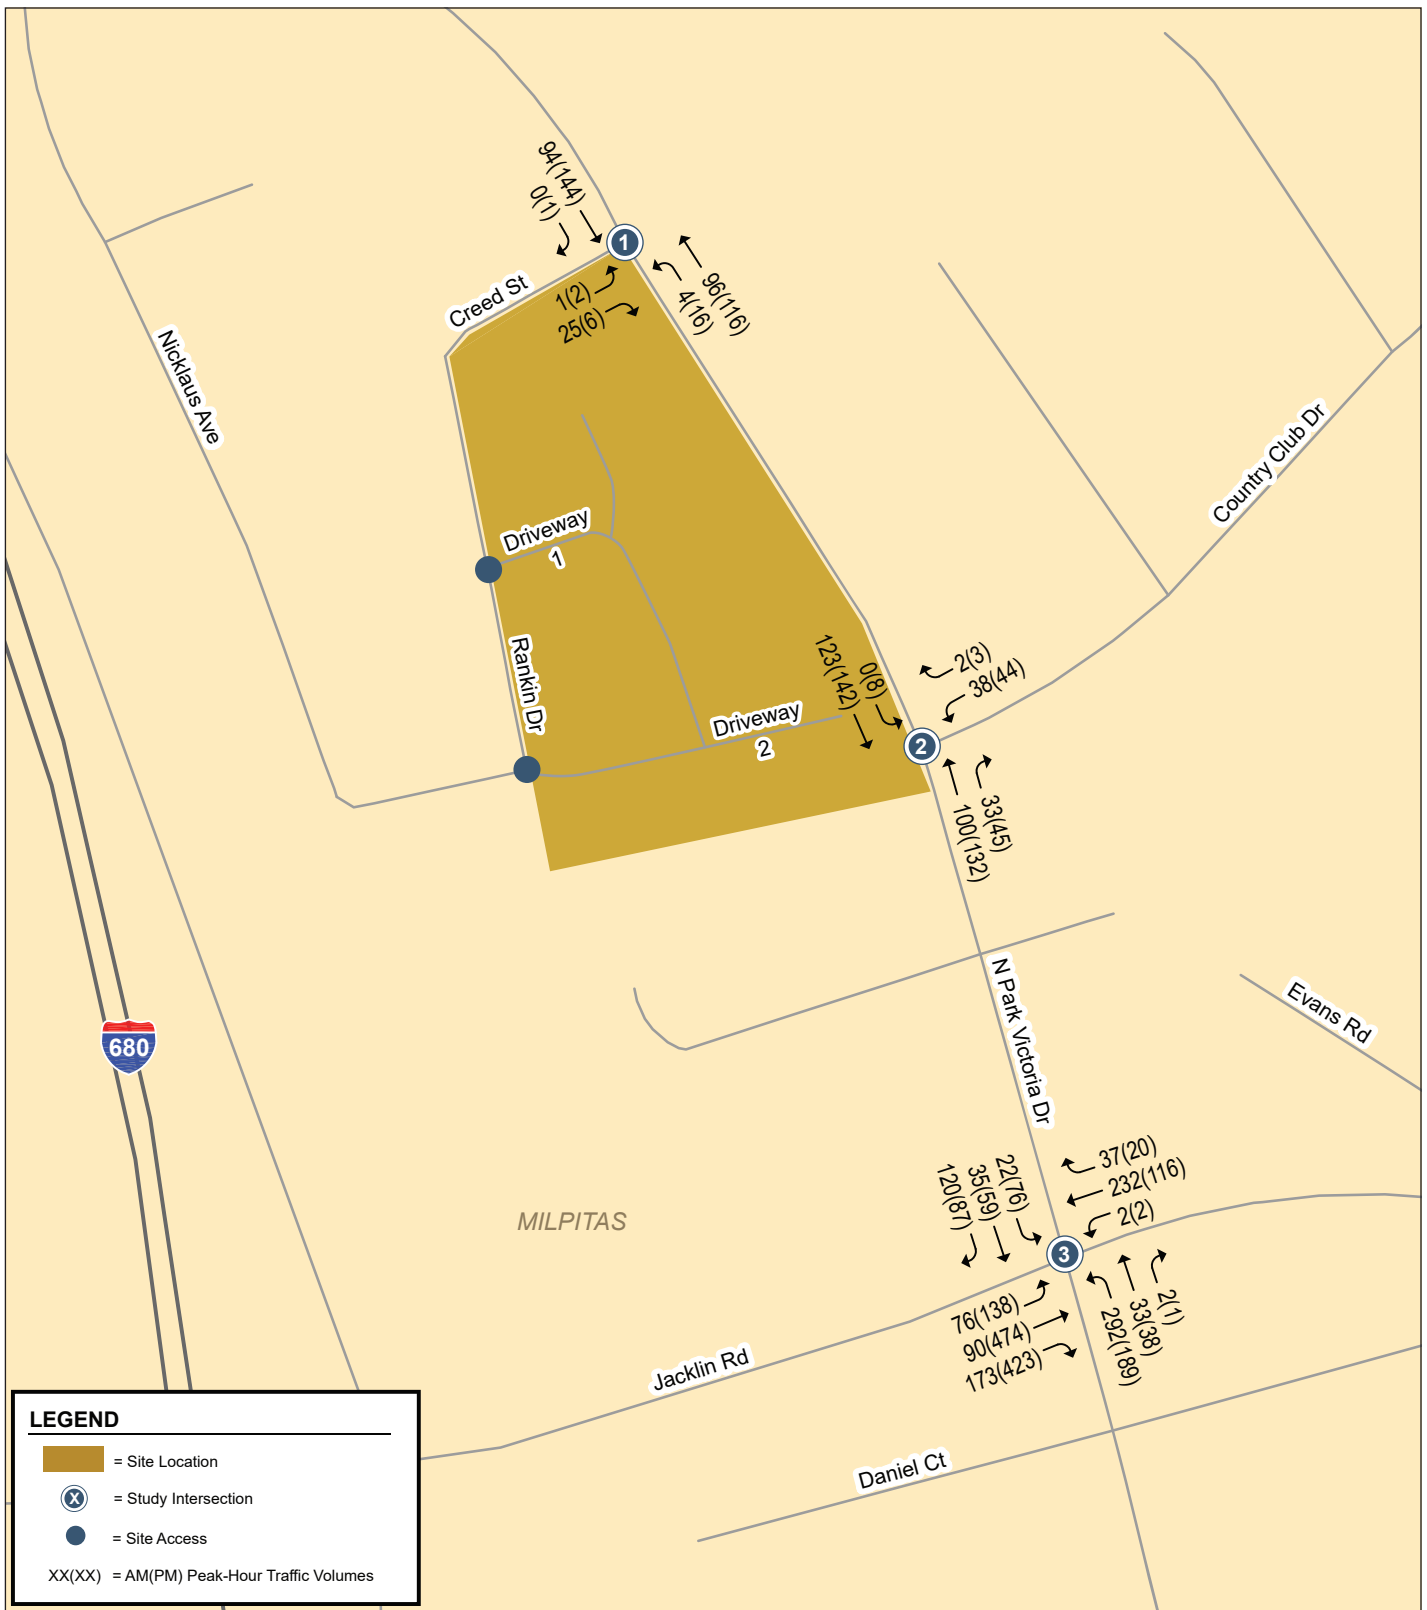 94(144)
0(1)
1
96(116)
4(16)
1(2)
25(6)
Creed St
Nicklaus Ave
Country Club Dr
Driveway
1
Rankin Dr
123(142)
0(8)
2(3)
38(44)
Driveway
2
2
33(45)
100(132)
N Park Victoria Dr
Evans Rd
680
MILPITAS
120(87)
35(59)
22(76)
37(20)
232(116)
2(2)
3
76(138)
90(474)
173(423)
292(189)
33(38)
2(1)
Jacklin Rd
Daniel Ct
LEGEND
= Site Location
X = Study Intersection
= Site Access
XX(XX) = AM(PM) Peak-Hour Traffic Volumes